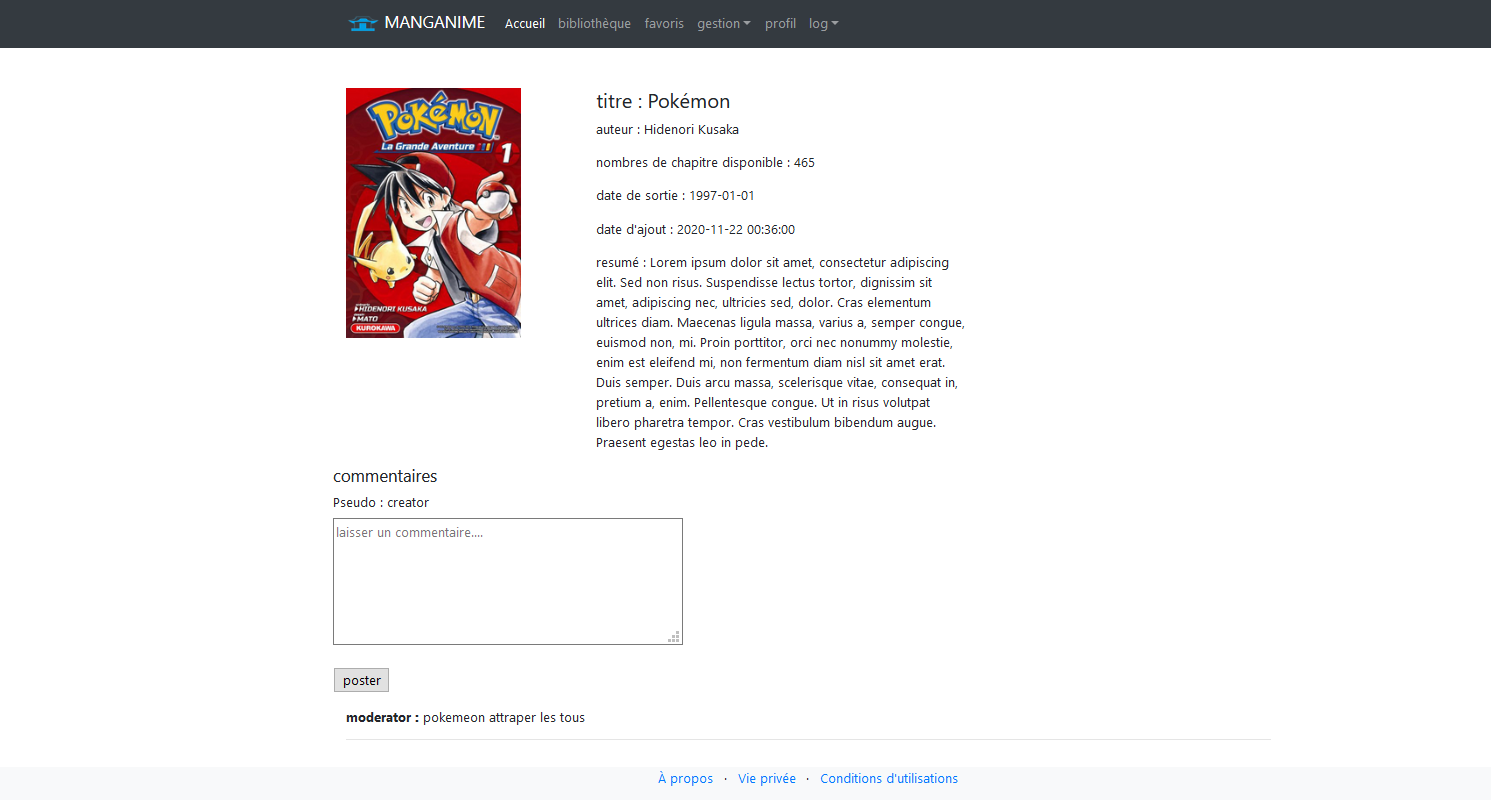 MANGANIME Accueil bibliothèque favoris gestion profil log
POKéMON
La Grande Aventure
1
HIDENORI KUSAKA
MATO
KUROKAWA
titre : Pokémon
auteur : Hidenori Kusaka
nombres de chapitre disponible : 465
date de sortie : 1997-01-01
date d'ajout : 2020-11-22 00:36:00
resumé : Lorem ipsum dolor sit amet, consectetur adipiscing
elit. Sed non risus. Suspendisse lectus tortor, dignissim sit
amet, adipiscing nec, ultricies sed, dolor. Cras elementum
ultrices diam. Maecenas ligula massa, varius a, semper congue,
euismod non, mi. Proin porttitor, orci nec nonummy molestie,
enim est eleifend mi, non fermentum diam nisl sit amet erat.
Duis semper. Duis arcu massa, scelerisque vitae, consequat in,
pretium a, enim. Pellentesque congue. Ut in risus volutpat
libero pharetra tempor. Cras vestibulum bibendum augue.
Praesent egestas leo in pede.
commentaires
Pseudo : creator
laisser un commentaire....
poster
moderator : pokemeon attraper les tous
À propos · Vie privée · Conditions d'utilisations